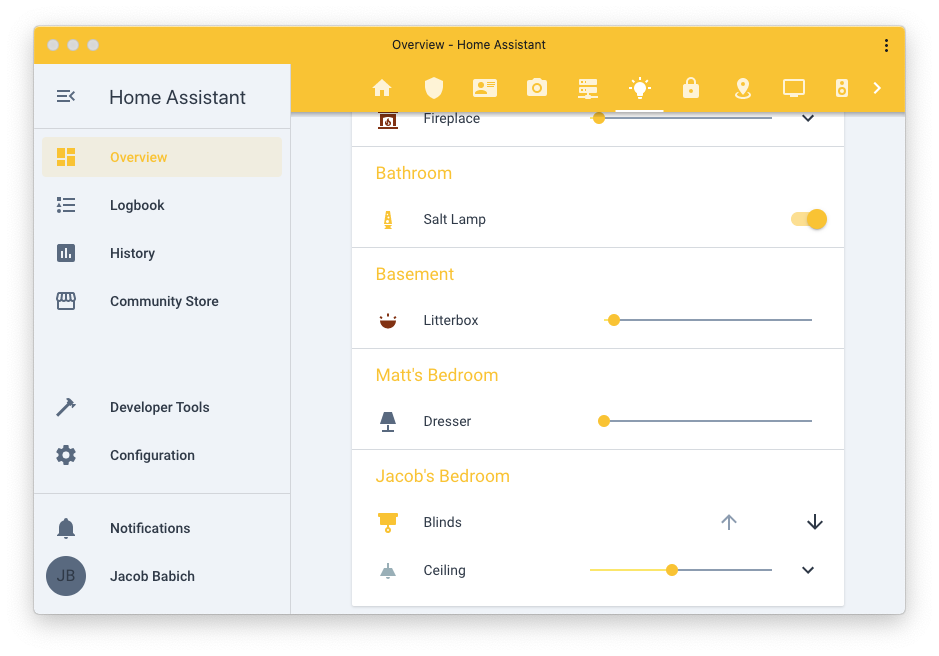 Overview - Home Assistant
Home Assistant
Overview
Logbook
History
Community Store
Developer Tools
Configuration
Notifications
JB
Jacob Babich
Fireplace
Bathroom
Salt Lamp
Basement
Litterbox
Matt's Bedroom
Dresser
Jacob's Bedroom
Blinds
Ceiling